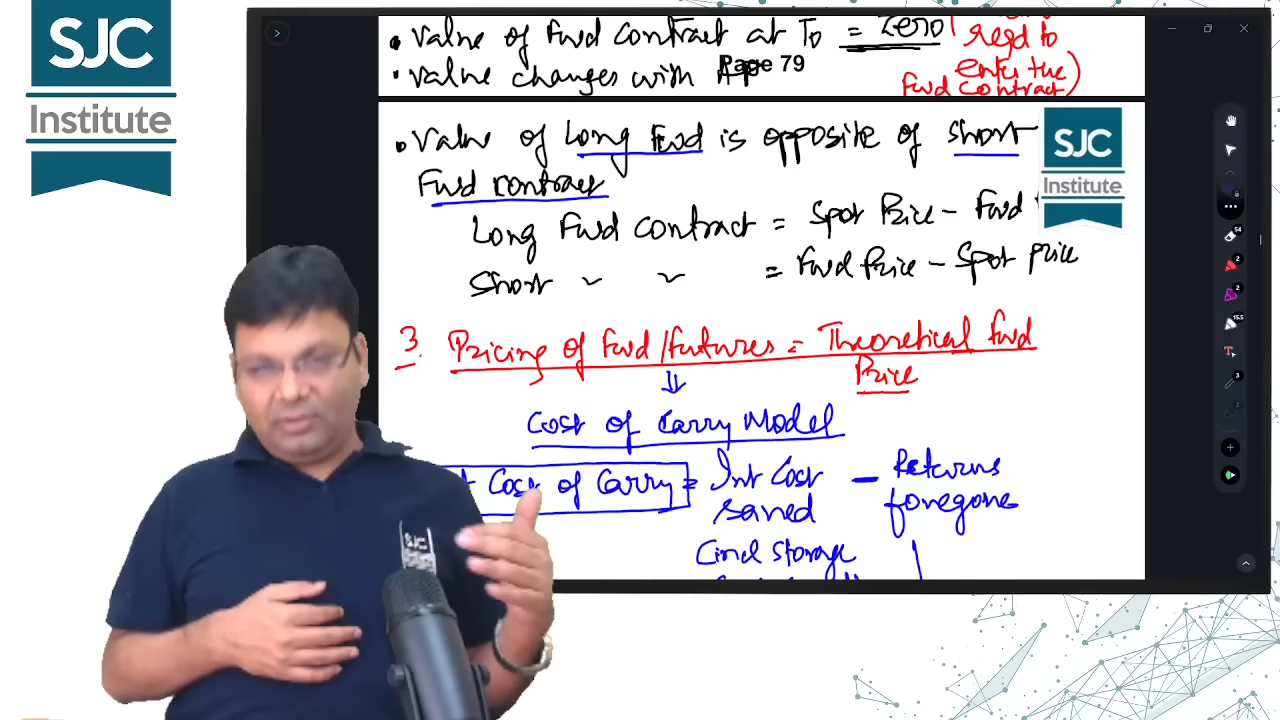 SJC
Institute
• Value of Fwd Contract at T0 = Zero (
reqd to
enter the
Fwd Contract)
• Value changes with
Page 79
• Value of Long Fwd is opposite of Short
Fwd contract
SJC
Institute
Long Fwd contract = Spot Price - Fwd
Short " " = Fwd Price - Spot price
3. Pricing of Fwd/Futures = Theoretical Fwd
Price
⇓
Cost of Carry Model
Cost of Carry = Int Cost - Returns
saved foregone
(incl storage
SJC